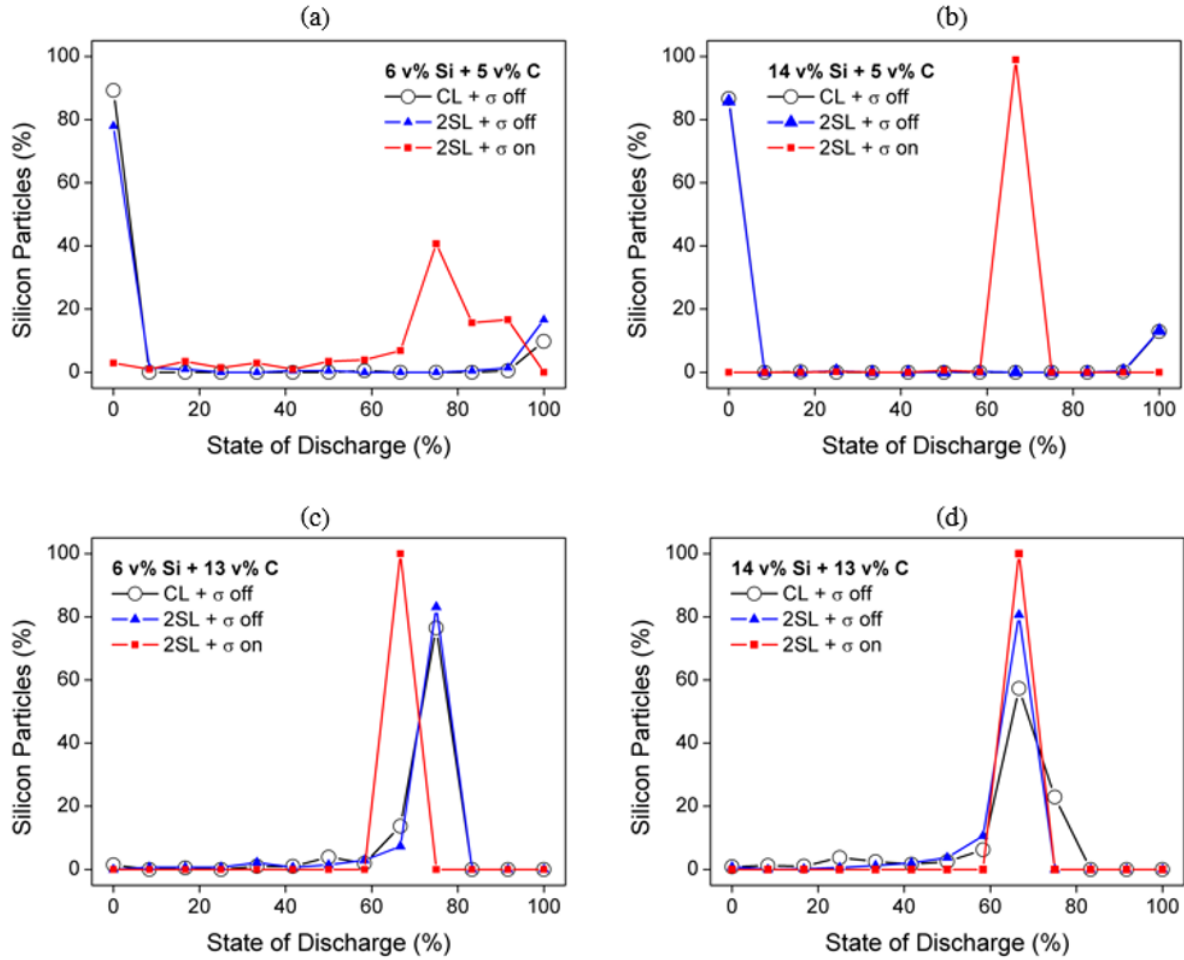 (a)
100
80
60
40
20
0
Silicon Particles (%)
6 v% Si + 5 v% C
CL + σ off
2SL + σ off
2SL + σ on
0 20 40 60 80 100
State of Discharge (%)
(b)
100
80
60
40
20
0
Silicon Particles (%)
14 v% Si + 5 v% C
CL + σ off
2SL + σ off
2SL + σ on
0 20 40 60 80 100
State of Discharge (%)
(c)
100
80
60
40
20
0
Silicon Particles (%)
6 v% Si + 13 v% C
CL + σ off
2SL + σ off
2SL + σ on
0 20 40 60 80 100
State of Discharge (%)
(d)
100
80
60
40
20
0
Silicon Particles (%)
14 v% Si + 13 v% C
CL + σ off
2SL + σ off
2SL + σ on
0 20 40 60 80 100
State of Discharge (%)